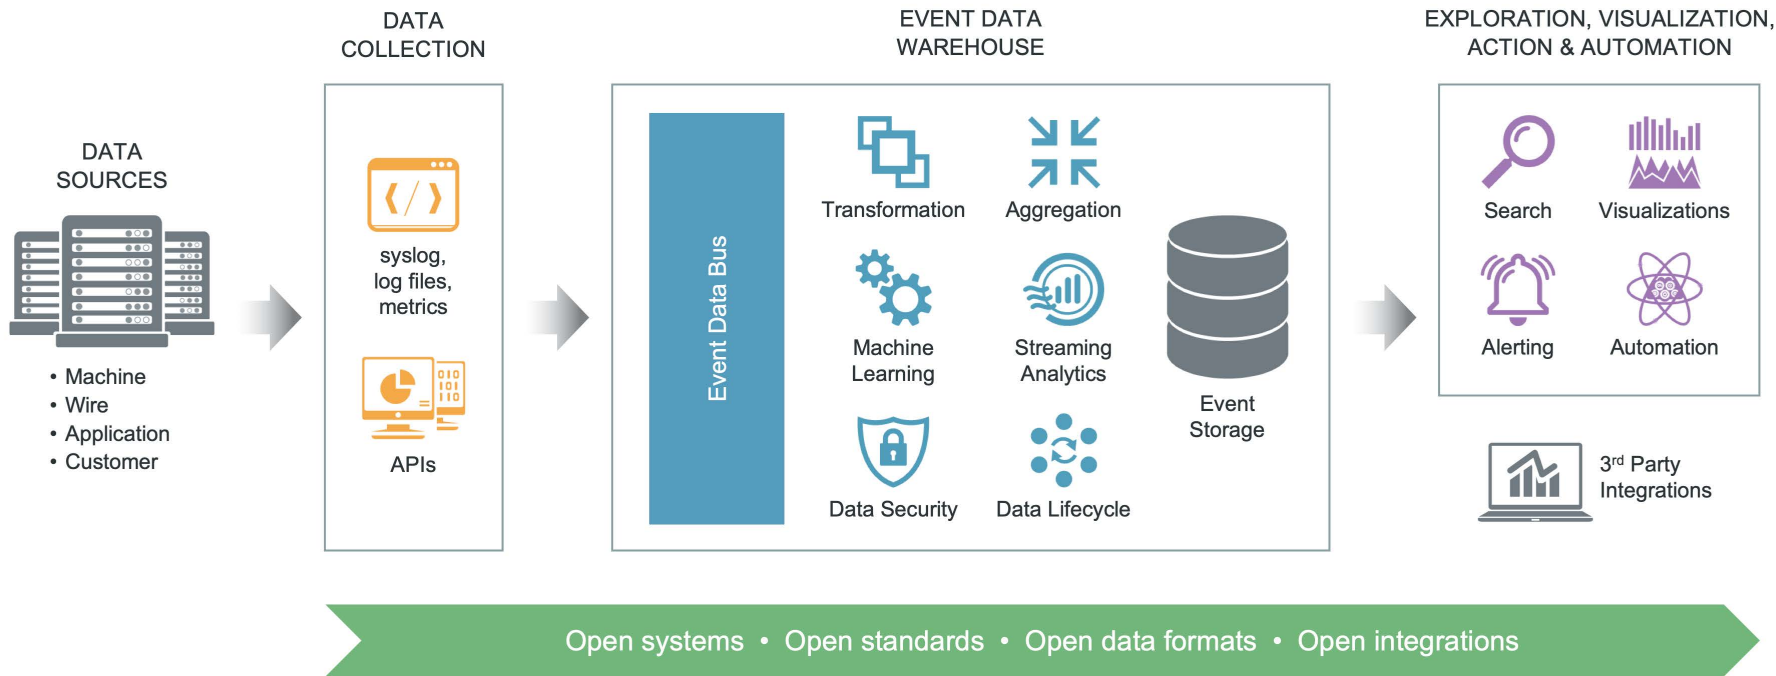 DATA
SOURCES
• Machine
• Wire
• Application
• Customer
DATA
COLLECTION
syslog,
log files,
metrics
APIs
EVENT DATA
WAREHOUSE
Event Data Bus
Transformation
Aggregation
Machine
Learning
Streaming
Analytics
Data Security
Data Lifecycle
Event
Storage
EXPLORATION, VISUALIZATION,
ACTION & AUTOMATION
Search
Visualizations
Alerting
Automation
3rd Party
Integrations
Open systems • Open standards • Open data formats • Open integrations